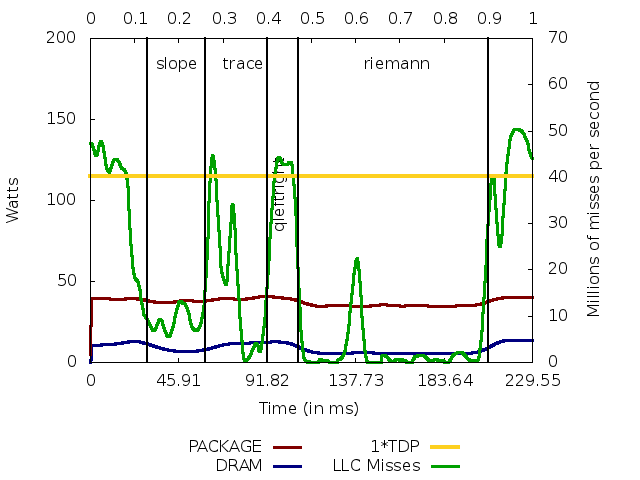 0 0.1 0.2 0.3 0.4 0.5 0.6 0.7 0.8 0.9 1
200 70
slope trace riemann
60
150
50
qleftright
40
100
30
50
20
10
0 0
Watts
Millions of misses per second
0 45.91 91.82 137.73 183.64 229.55
Time (in ms)
PACKAGE 1*TDP
DRAM LLC Misses